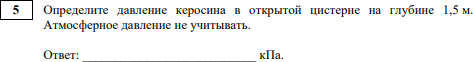 5 Определите давление керосина в открытой цистерне на глубине 1,5 м.
Атмосферное давление не учитывать.
Ответ: ___________________________ кПа.